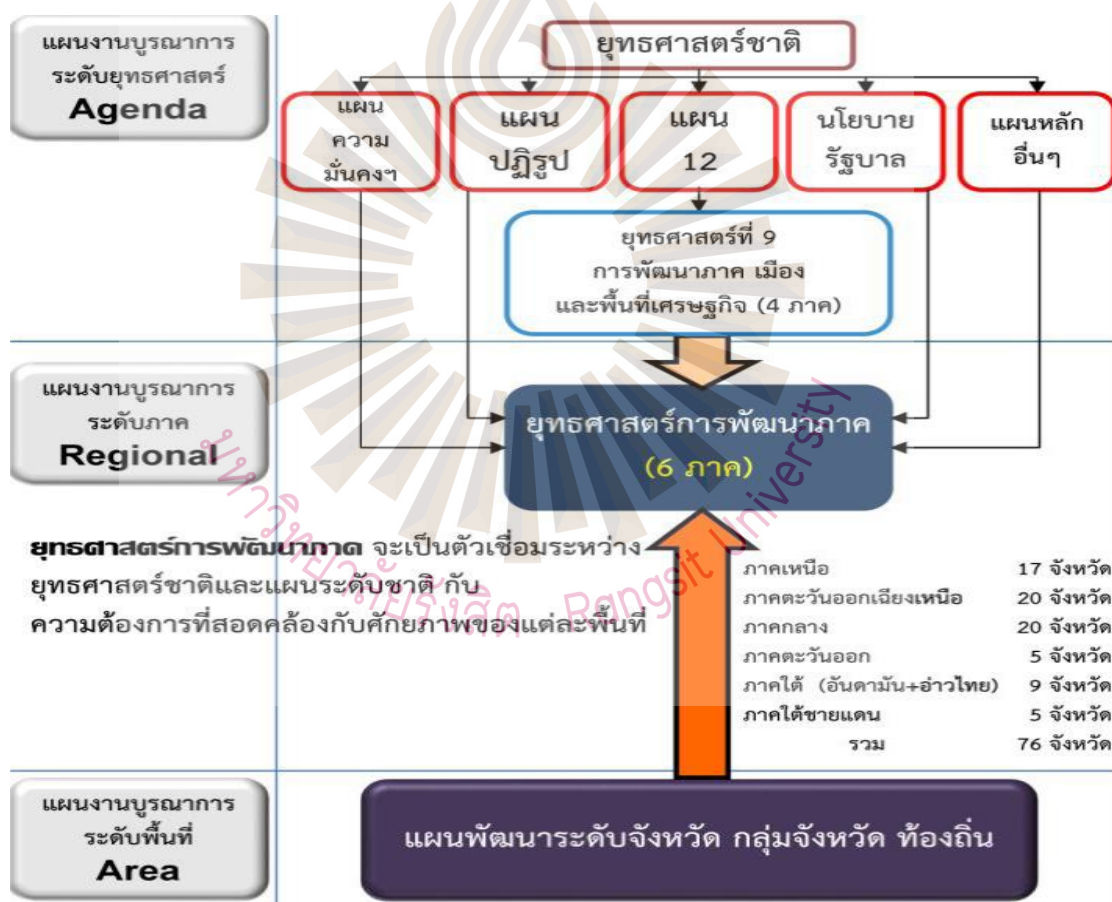 แผนงานบูรณาการ
ระดับยุทธศาสตร์
Agenda
ยุทธศาสตร์ชาติ
แผน
ความ
มั่นคงฯ
แผน
ปฏิรูป
แผน
12
นโยบาย
รัฐบาล
แผนหลัก
อื่นๆ
ยุทธศาสตร์ที่ 9
การพัฒนาภาค เมือง
และพื้นที่เศรษฐกิจ (4 ภาค)
แผนงานบูรณาการ
ระดับภาค
Regional
ยุทธศาสตร์การพัฒนาภาค
(6 ภาค)
ยุทธศาสตร์การพัฒนาภาค จะเป็นตัวเชื่อมระหว่าง
ยุทธศาสตร์ชาติและแผนระดับชาติ กับ
ความต้องการที่สอดคล้องกับศักยภาพของแต่ละพื้นที่
ภาคเหนือ 17 จังหวัด
ภาคตะวันออกเฉียงเหนือ 20 จังหวัด
ภาคกลาง 20 จังหวัด
ภาคตะวันออก 5 จังหวัด
ภาคใต้ (อันดามัน+อ่าวไทย) 9 จังหวัด
ภาคใต้ชายแดน 5 จังหวัด
รวม 76 จังหวัด
แผนงานบูรณาการ
ระดับพื้นที่
Area
แผนพัฒนาระดับจังหวัด กลุ่มจังหวัด ท้องถิ่น
มหาวิทยาลัยรังสิต Rangsit University